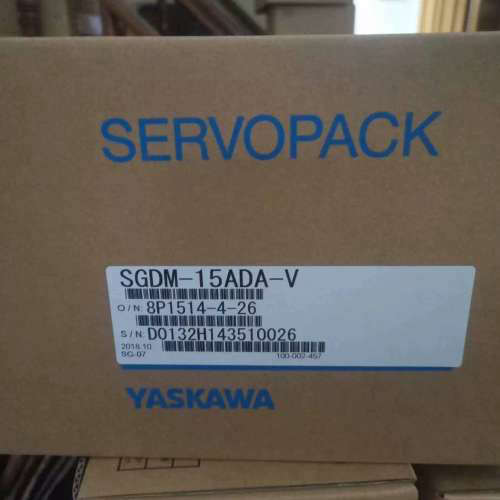 SERVOPACK
SGDM-15ADA-V
O/N: 8P1514-4-26
S/N: D0132H143510026
2018.10
SG-07 100-002-457
YASKAWA